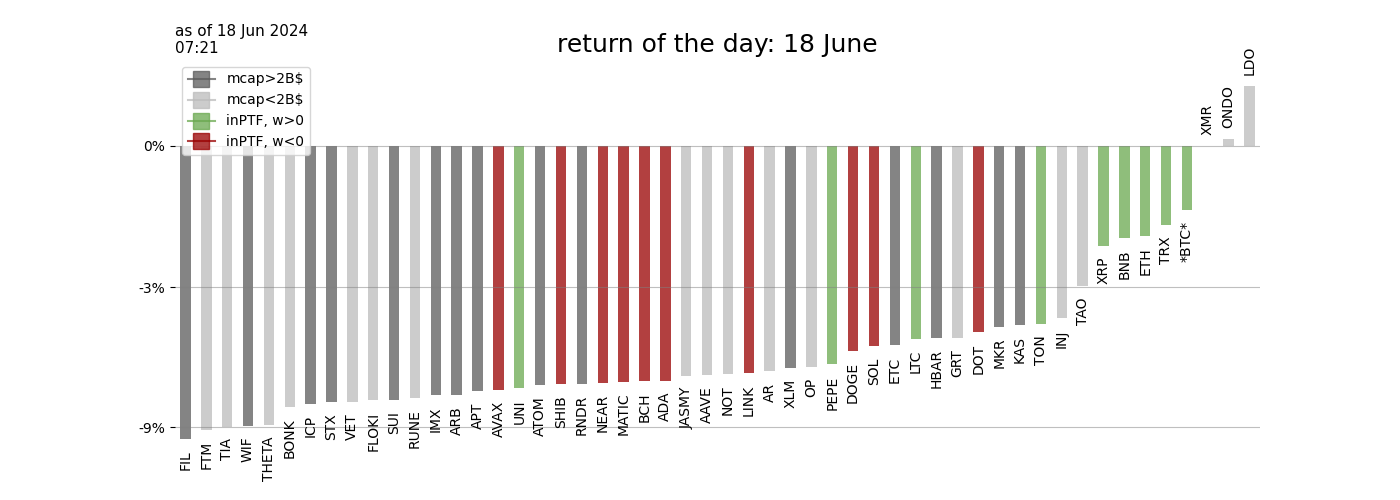 as of 18 Jun 2024
07:21
return of the day: 18 June
mcap>2B$
mcap<2B$
inPTF, w>0
inPTF, w<0
0%
-3%
-9%
FIL
FTM
TIA
WIF
THETA
BONK
ICP
STX
VET
FLOKI
SUI
RUNE
IMX
ARB
APT
AVAX
UNI
ATOM
SHIB
RNDR
NEAR
MATIC
BCH
ADA
JASMY
AAVE
NOT
LINK
AR
XLM
OP
PEPE
DOGE
SOL
ETC
LTC
HBAR
GRT
DOT
MKR
KAS
TON
INJ
TAO
XRP
BNB
ETH
TRX
*BTC*
XMR
ONDO
LDO